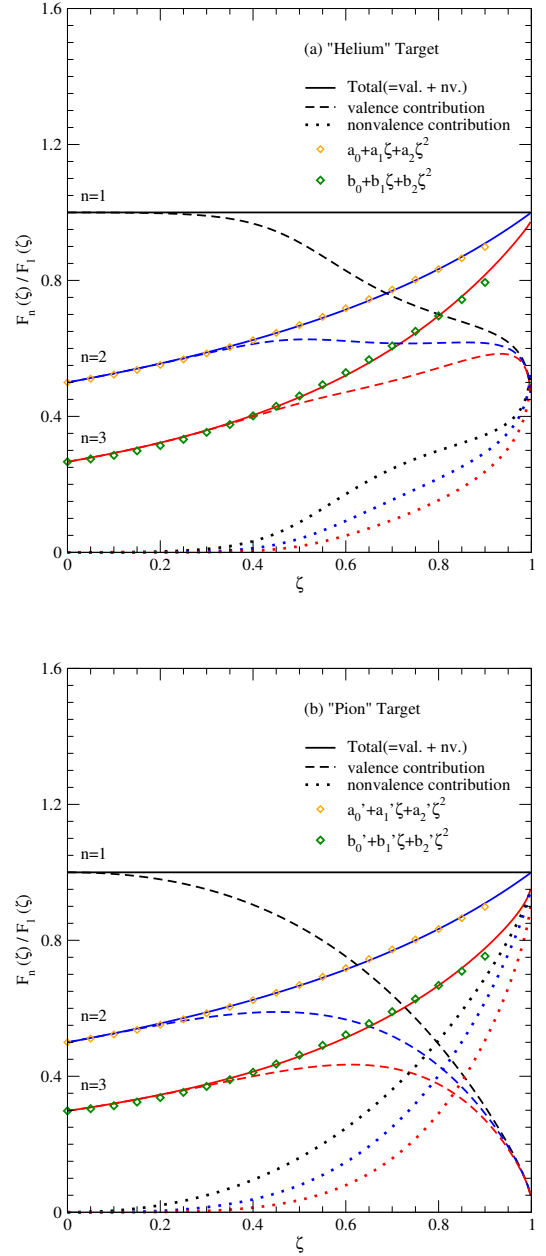 1.6
(a) "Helium" Target
Total(=val. + nv.)
valence contribution
nonvalence contribution
a₀+a₁ζ+a₂ζ²
b₀+b₁ζ+b₂ζ²
1.2
n=1
Fₙ(ζ) / F₁(ζ)
0.8
n=2
0.4
n=3
0
0 0.2 0.4 0.6 0.8 1
ζ
1.6
(b) "Pion" Target
Total(=val. + nv.)
valence contribution
nonvalence contribution
a₀'+a₁'ζ+a₂'ζ²
b₀'+b₁'ζ+b₂'ζ²
1.2
n=1
Fₙ(ζ) / F₁(ζ)
0.8
n=2
0.4
n=3
0
0 0.2 0.4 0.6 0.8 1
ζ